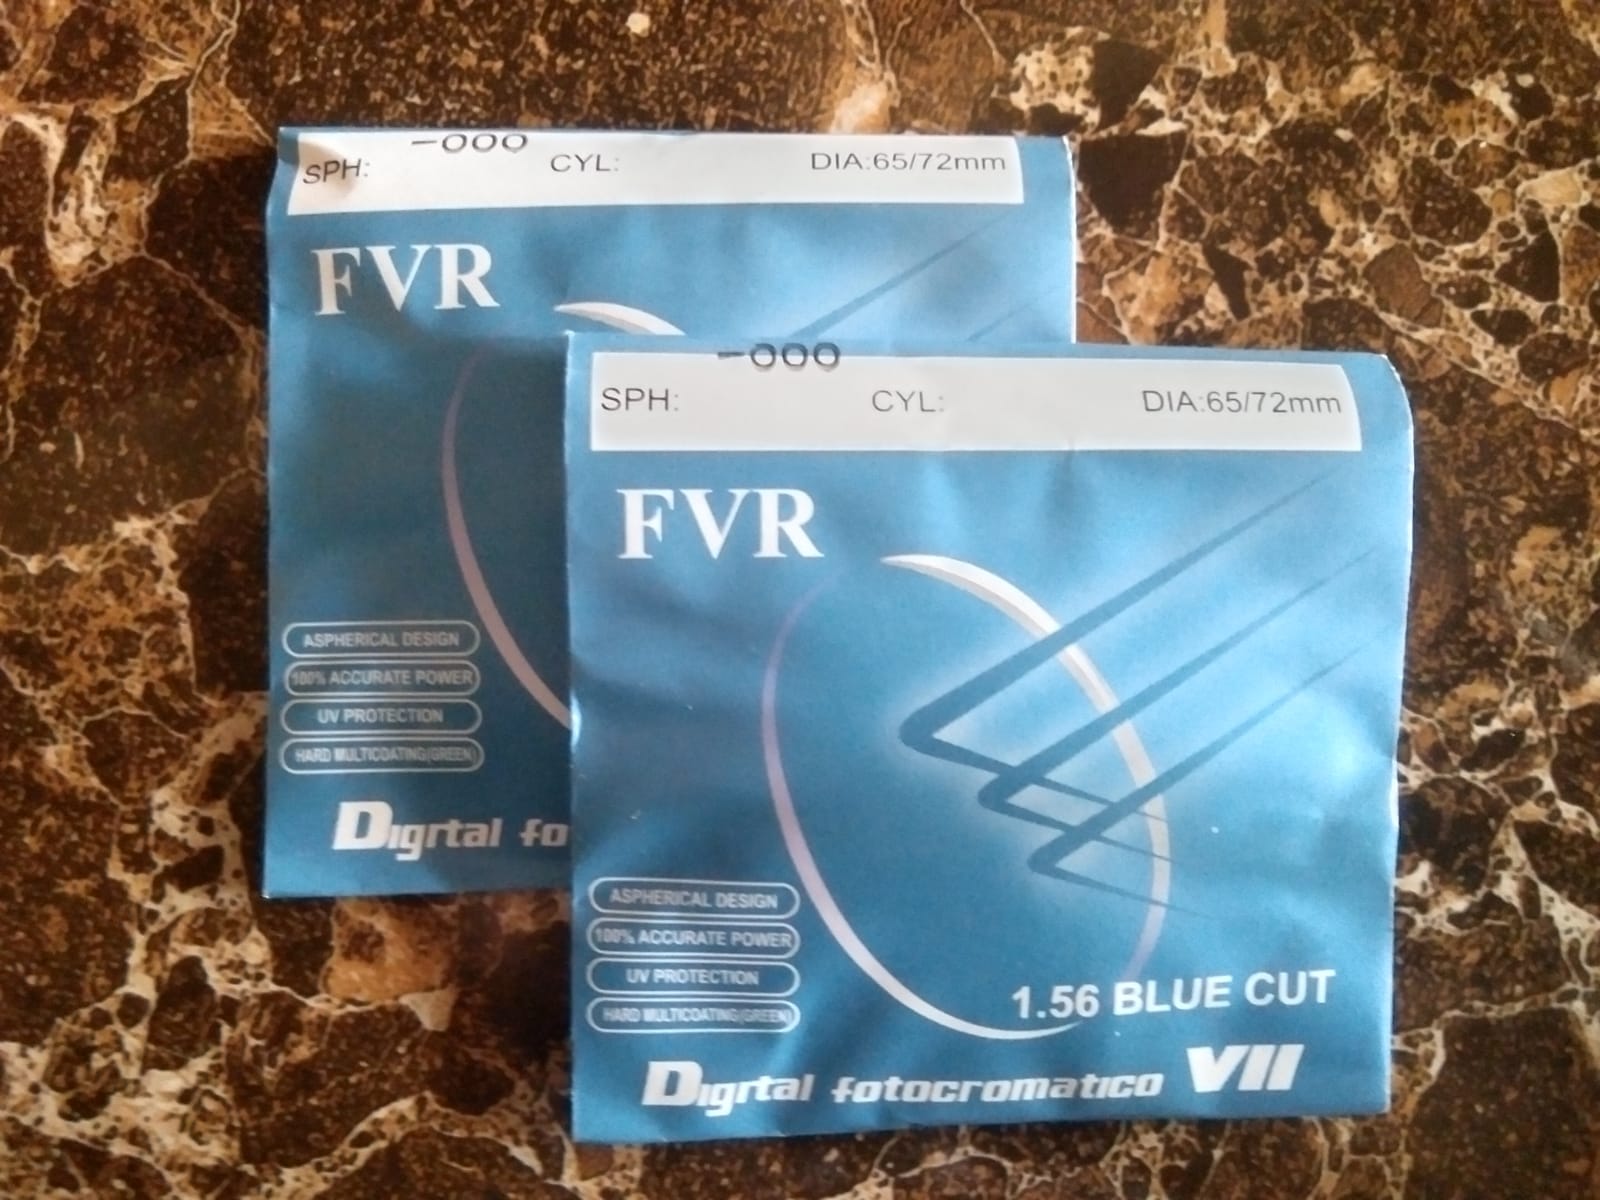 -000
SPH: CYL: DIA:65/72mm
FVR
ASPHERICAL DESIGN
100% ACCURATE POWER
UV PROTECTION
HARD MULTICOATING(GREEN)
Digrtal fo
-000
SPH: CYL: DIA:65/72mm
FVR
ASPHERICAL DESIGN
100% ACCURATE POWER
UV PROTECTION
HARD MULTICOATING(GREEN)
1.56 BLUE CUT
Digrtal fotocromatico VII